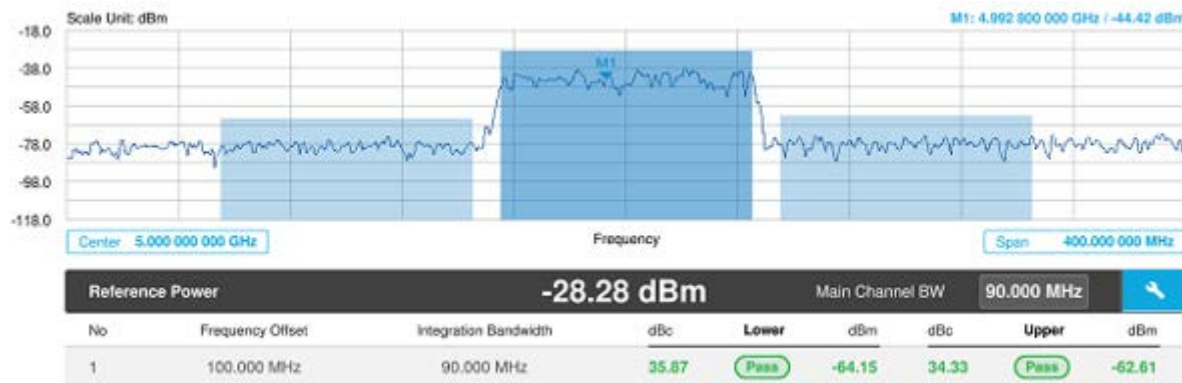 Scale Unit: dBm
M1: 4.992 800 000 GHz / -44.42 dBm
-18.0
-38.0
M1
-58.0
-78.0
-98.0
-118.0
Center 5.000 000 000 GHz
Frequency
Span 400.000 000 MHz
Reference Power -28.28 dBm Main Channel BW 90.000 MHz
No Frequency Offset Integration Bandwidth dBc Lower dBm dBc Upper dBm
1 100.000 MHz 90.000 MHz 35.87 Pass -64.15 34.33 Pass -62.61